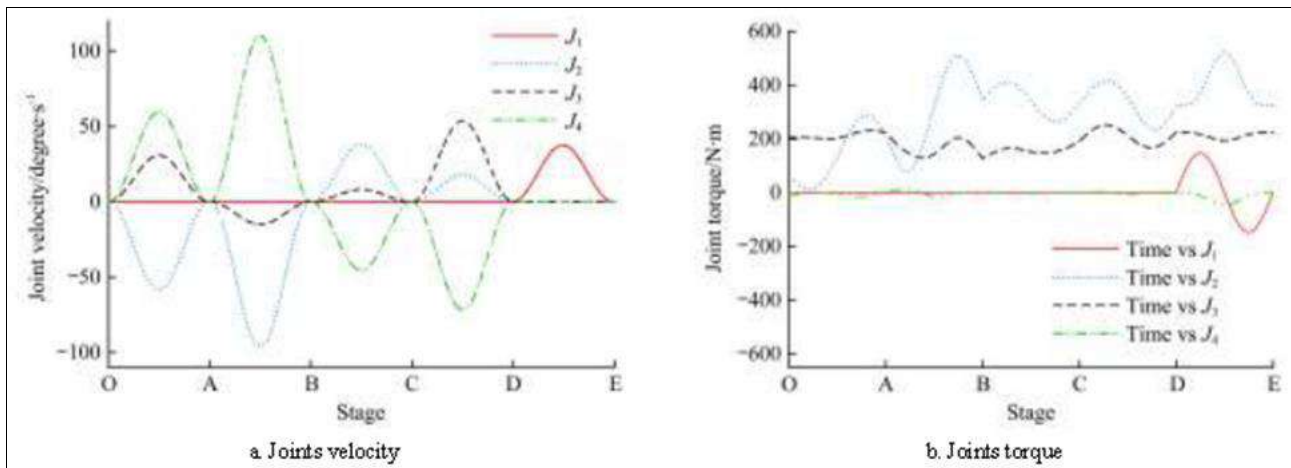 100
50
0
−50
−100
Joint velocity/degree·s⁻¹
J₁
J₂
J₃
J₄
O A B C D E
Stage
a. Joints velocity
600
400
200
0
−200
−400
−600
Joint torque/N·m
Time vs J₁
Time vs J₂
Time vs J₃
Time vs J₄
O A B C D E
Stage
b. Joints torque